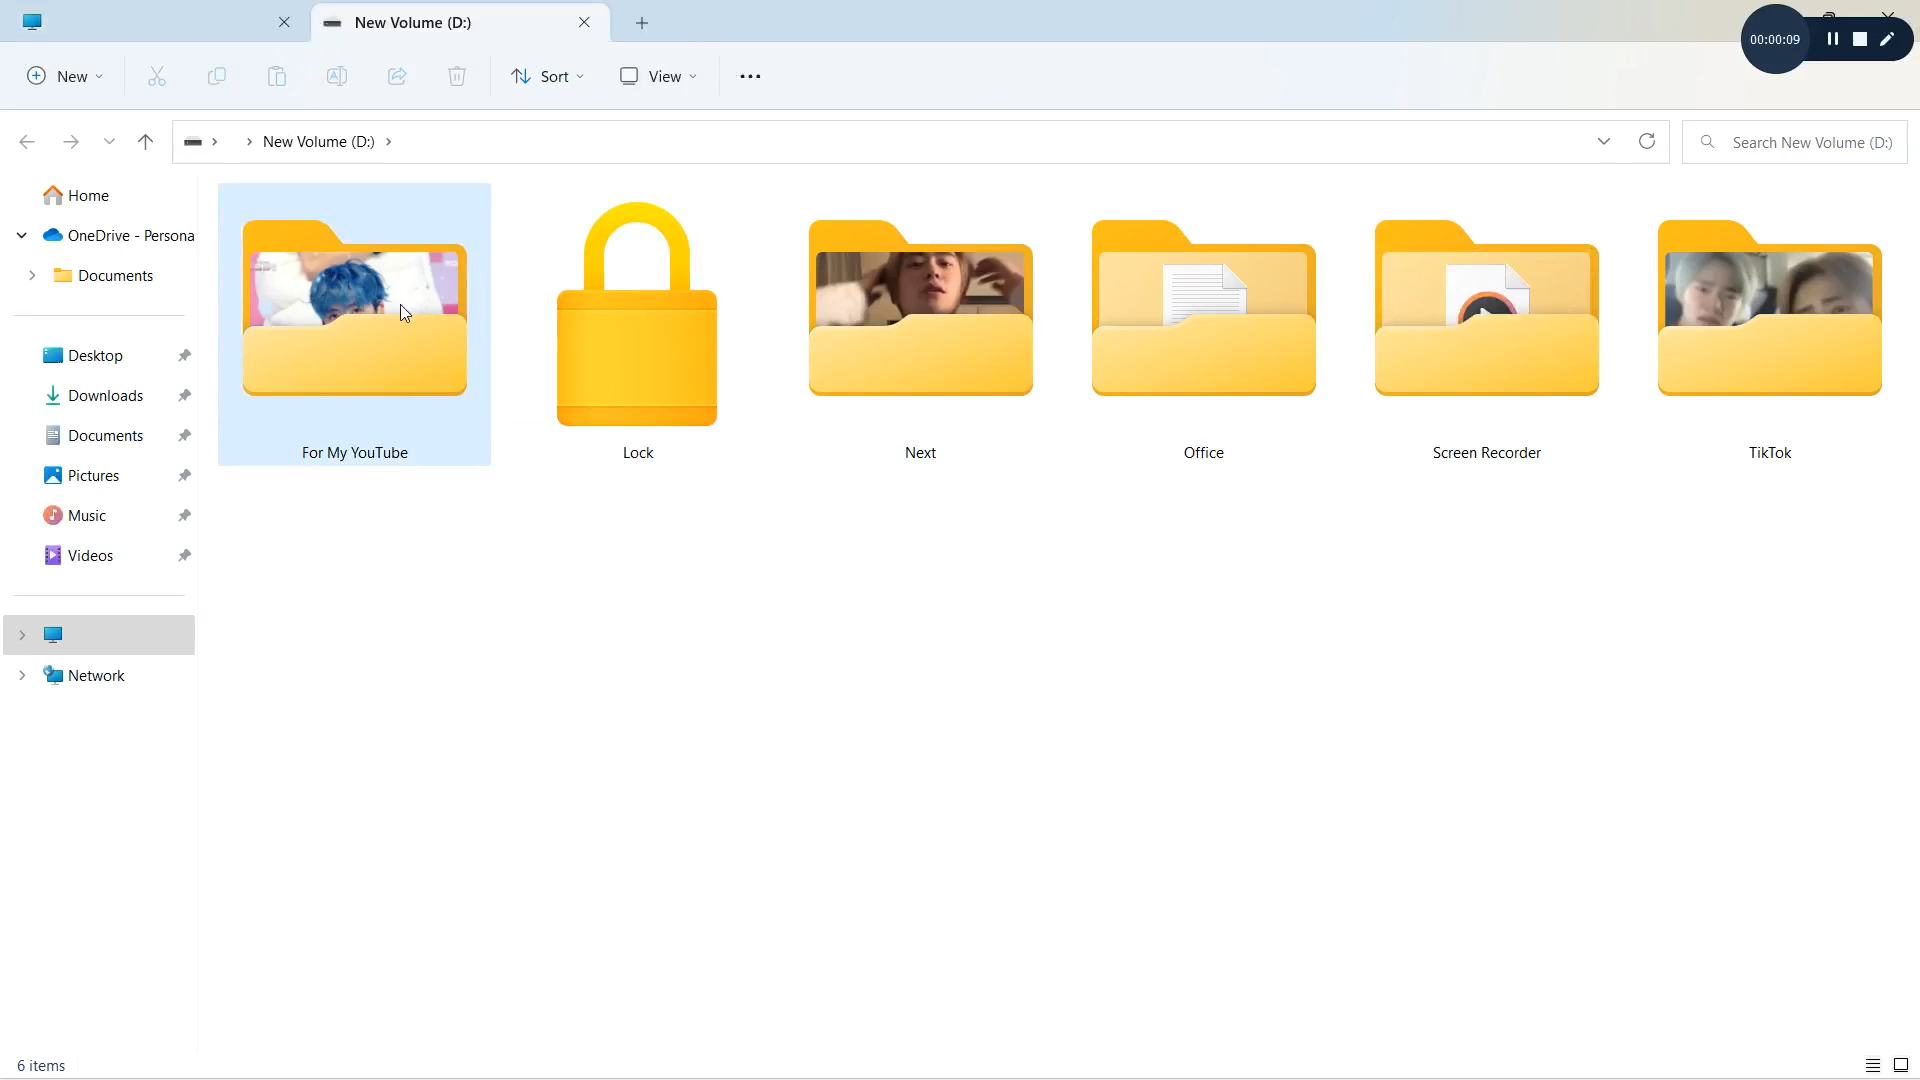 New Volume (D:)
00:00:09
New
Sort
View
New Volume (D:)
Search New Volume (D:)
Home
OneDrive - Persona
Documents
Desktop
Downloads
Documents
Pictures
Music
Videos
Network
For My YouTube
Lock
Next
Office
Screen Recorder
TikTok
6 items